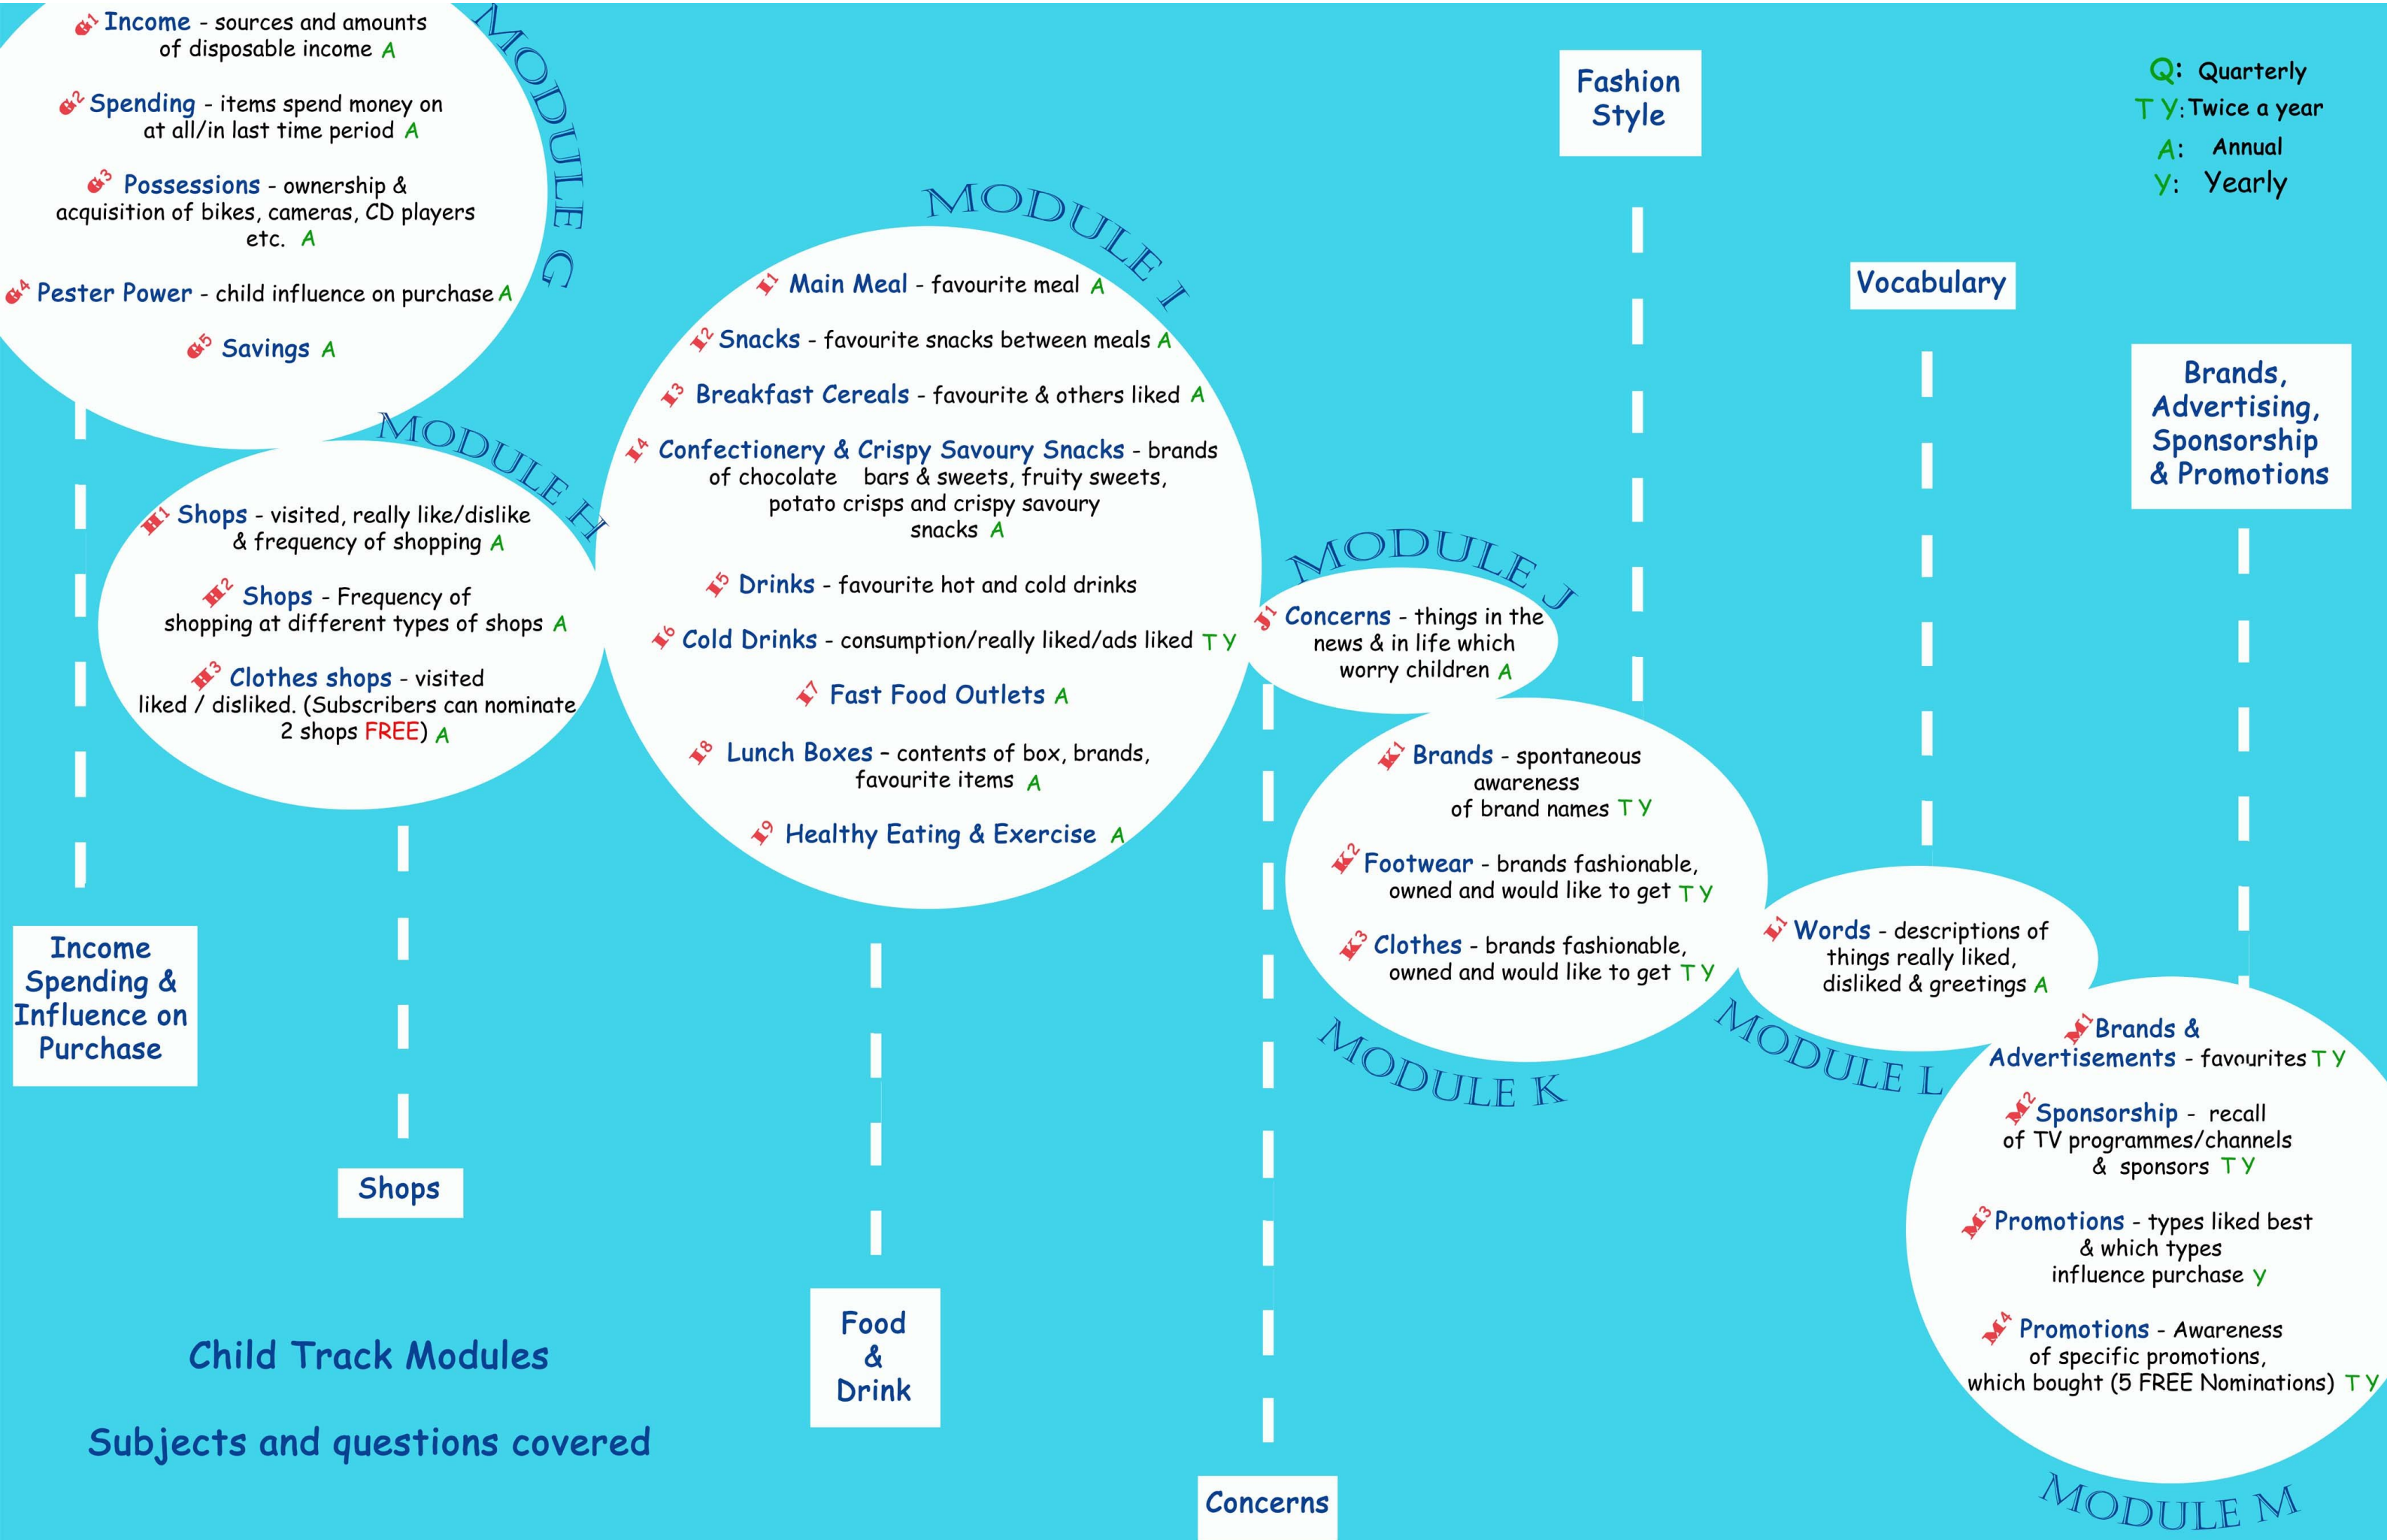 G1 Income - sources and amounts
of disposable income A
G2 Spending - items spend money on
at all/in last time period A
G3 Possessions - ownership &
acquisition of bikes, cameras, CD players
etc. A
G4 Pester Power - child influence on purchase A
G5 Savings A
MODULE G
MODULE H
H1 Shops - visited, really like/dislike
& frequency of shopping A
H2 Shops - Frequency of
shopping at different types of shops A
H3 Clothes shops - visited
liked / disliked. (Subscribers can nominate
2 shops FREE) A
Income
Spending &
Influence on
Purchase
Shops
MODULE I
I1 Main Meal - favourite meal A
I2 Snacks - favourite snacks between meals A
I3 Breakfast Cereals - favourite & others liked A
I4 Confectionery & Crispy Savoury Snacks - brands
of chocolate bars & sweets, fruity sweets,
potato crisps and crispy savoury
snacks A
I5 Drinks - favourite hot and cold drinks
I6 Cold Drinks - consumption/really liked/ads liked T Y
I7 Fast Food Outlets A
I8 Lunch Boxes – contents of box, brands,
favourite items A
I9 Healthy Eating & Exercise A
Food
&
Drink
MODULE J
J1 Concerns - things in the
news & in life which
worry children A
Concerns
Fashion
Style
K1 Brands - spontaneous
awareness
of brand names T Y
K2 Footwear - brands fashionable,
owned and would like to get T Y
K3 Clothes - brands fashionable,
owned and would like to get T Y
MODULE K
Vocabulary
L1 Words - descriptions of
things really liked,
disliked & greetings A
MODULE L
Q: Quarterly
T Y: Twice a year
A: Annual
Y: Yearly
Brands,
Advertising,
Sponsorship
& Promotions
M1 Brands &
Advertisements - favourites T Y
M2 Sponsorship - recall
of TV programmes/channels
& sponsors T Y
M3 Promotions - types liked best
& which types
influence purchase Y
M4 Promotions - Awareness
of specific promotions,
which bought (5 FREE Nominations) T Y
MODULE M
Child Track Modules
Subjects and questions covered